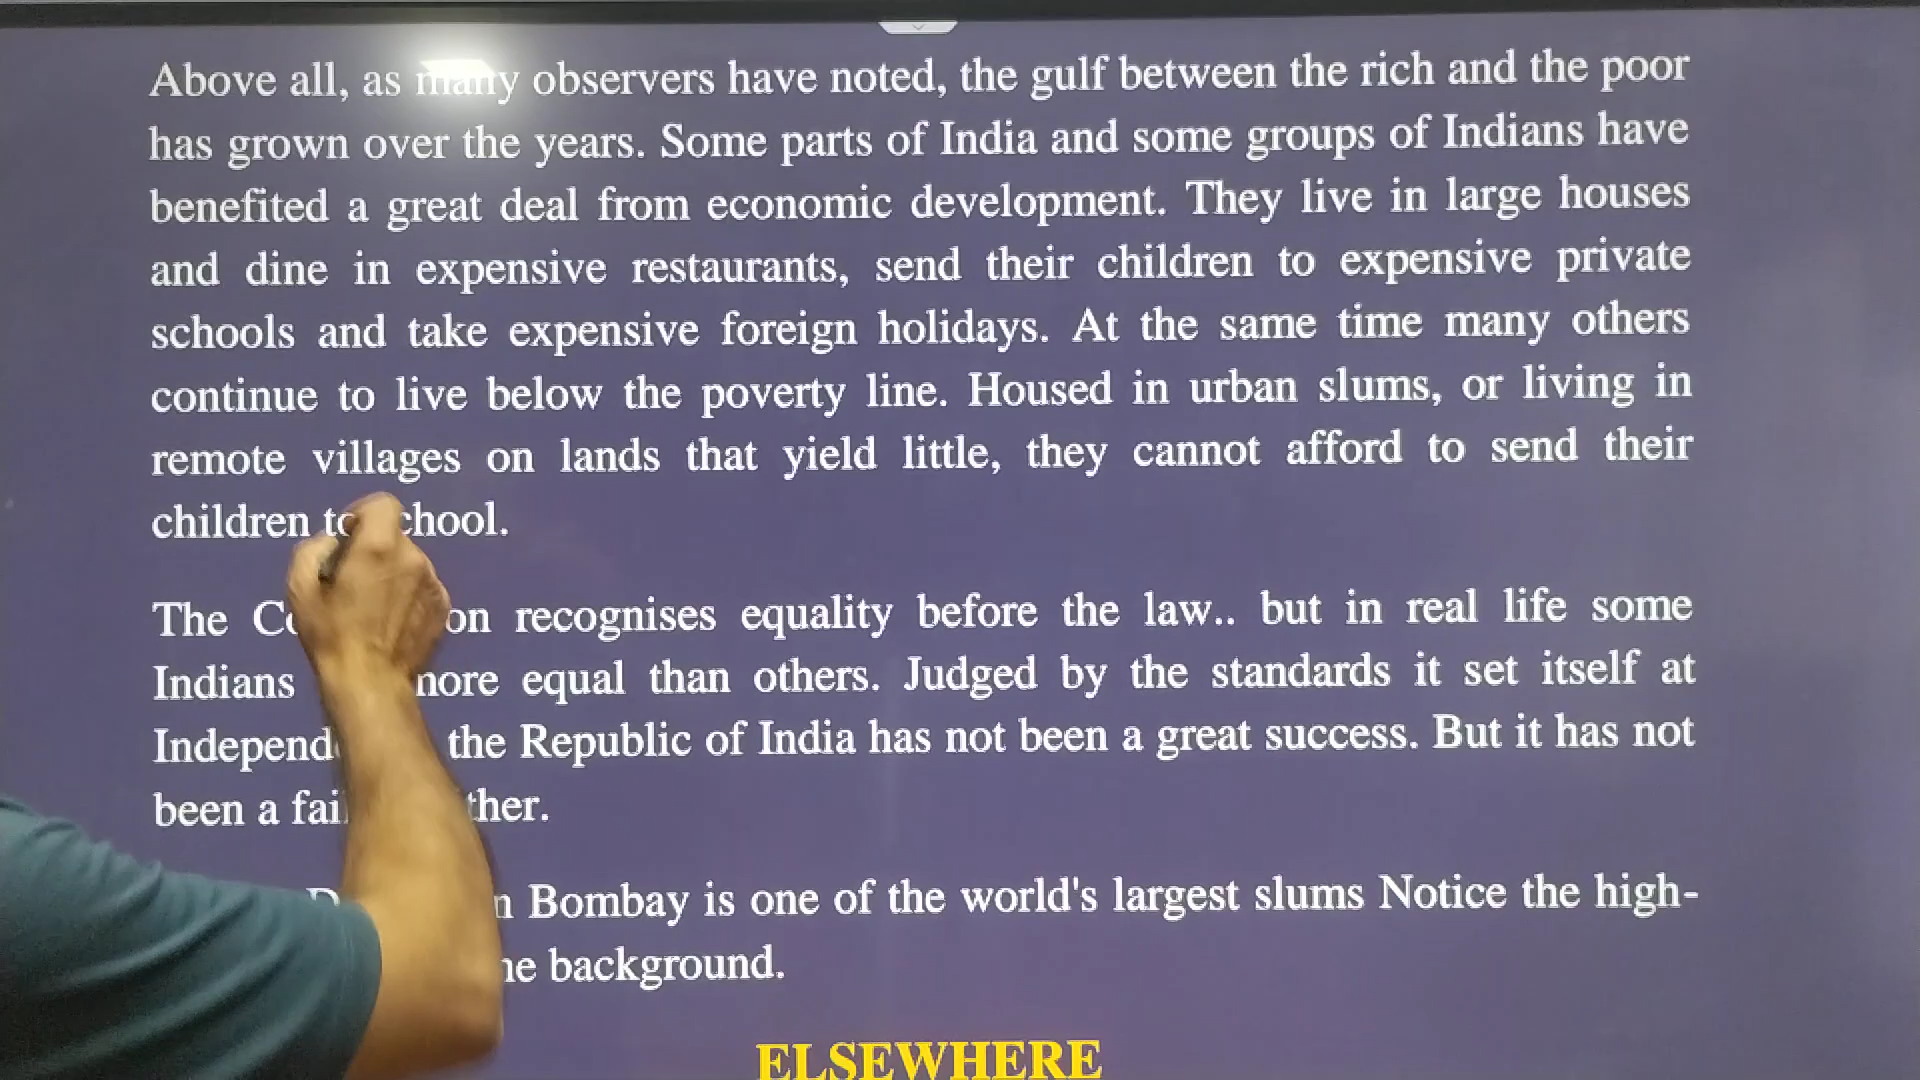 Above all, as many observers have noted, the gulf between the rich and the poor
has grown over the years. Some parts of India and some groups of Indians have
benefited a great deal from economic development. They live in large houses
and dine in expensive restaurants, send their children to expensive private
schools and take expensive foreign holidays. At the same time many others
continue to live below the poverty line. Housed in urban slums, or living in
remote villages on lands that yield little, they cannot afford to send their
children to school.
The recognises equality before the law.. but in real life some
Indians more equal than others. Judged by the standards it set itself at
the Republic of India has not been a great success. But it has not
been a
Bombay is one of the world's largest slums Notice the high-
background.
ELSEWHERE